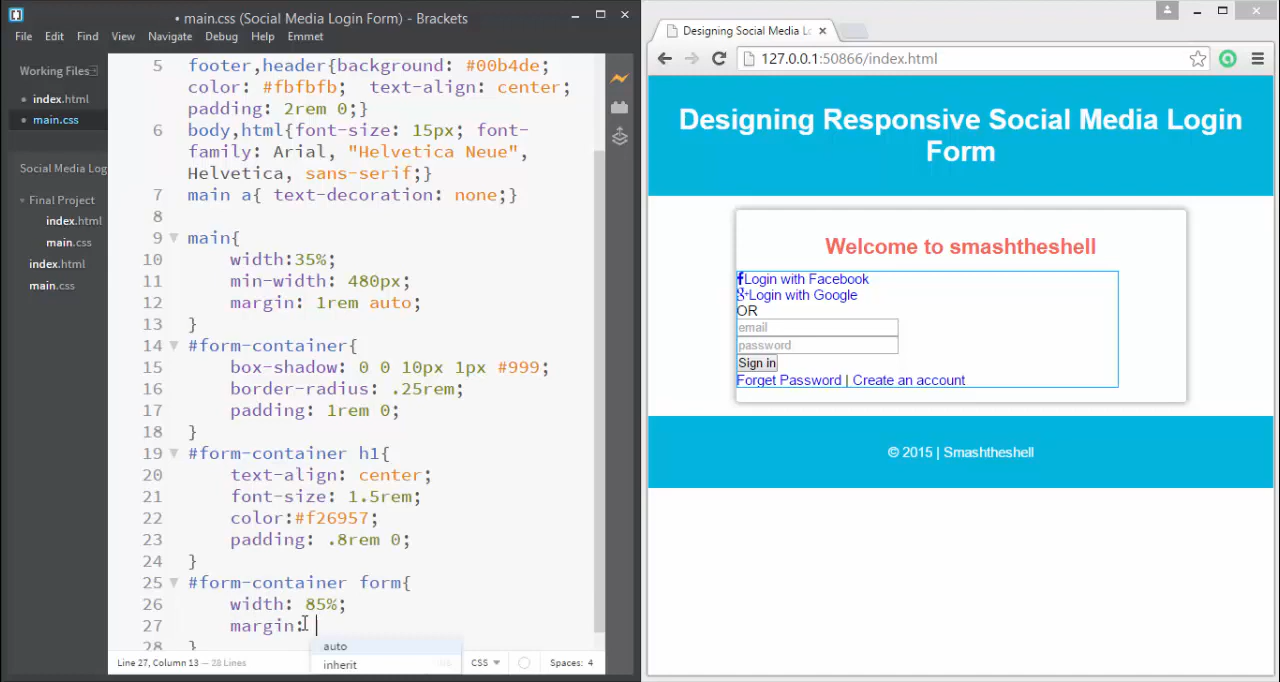 • main.css (Social Media Login Form) - Brackets
File Edit Find View Navigate Debug Help Emmet
Working Files
index.html
main.css
Social Media Log
Final Project
index.html
main.css
index.html
main.css
5 footer,header{background: #00b4de;
color: #fbfbfb; text-align: center;
padding: 2rem 0;}
6 body,html{font-size: 15px; font-
family: Arial, "Helvetica Neue",
Helvetica, sans-serif;}
7 main a{ text-decoration: none;}
8
9 main{
10 width:35%;
11 min-width: 480px;
12 margin: 1rem auto;
13 }
14 #form-container{
15 box-shadow: 0 0 10px 1px #999;
16 border-radius: .25rem;
17 padding: 1rem 0;
18 }
19 #form-container h1{
20 text-align: center;
21 font-size: 1.5rem;
22 color:#f26957;
23 padding: .8rem 0;
24 }
25 #form-container form{
26 width: 85%;
27 margin:
28 }
auto
inherit
Line 27, Column 13 — 28 Lines
CSS
Spaces: 4
Designing Social Media Lo
127.0.0.1:50866/index.html
Designing Responsive Social Media Login
Form
Welcome to smashtheshell
Login with Facebook
Login with Google
OR
email
password
Sign in
Forget Password | Create an account
© 2015 | Smashtheshell